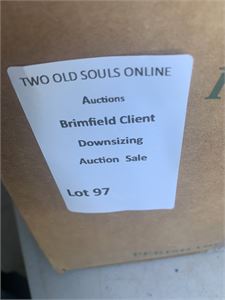 TWO OLD SOULS ONLINE
Auctions
Brimfield Client
Downsizing
Auction Sale
Lot 97